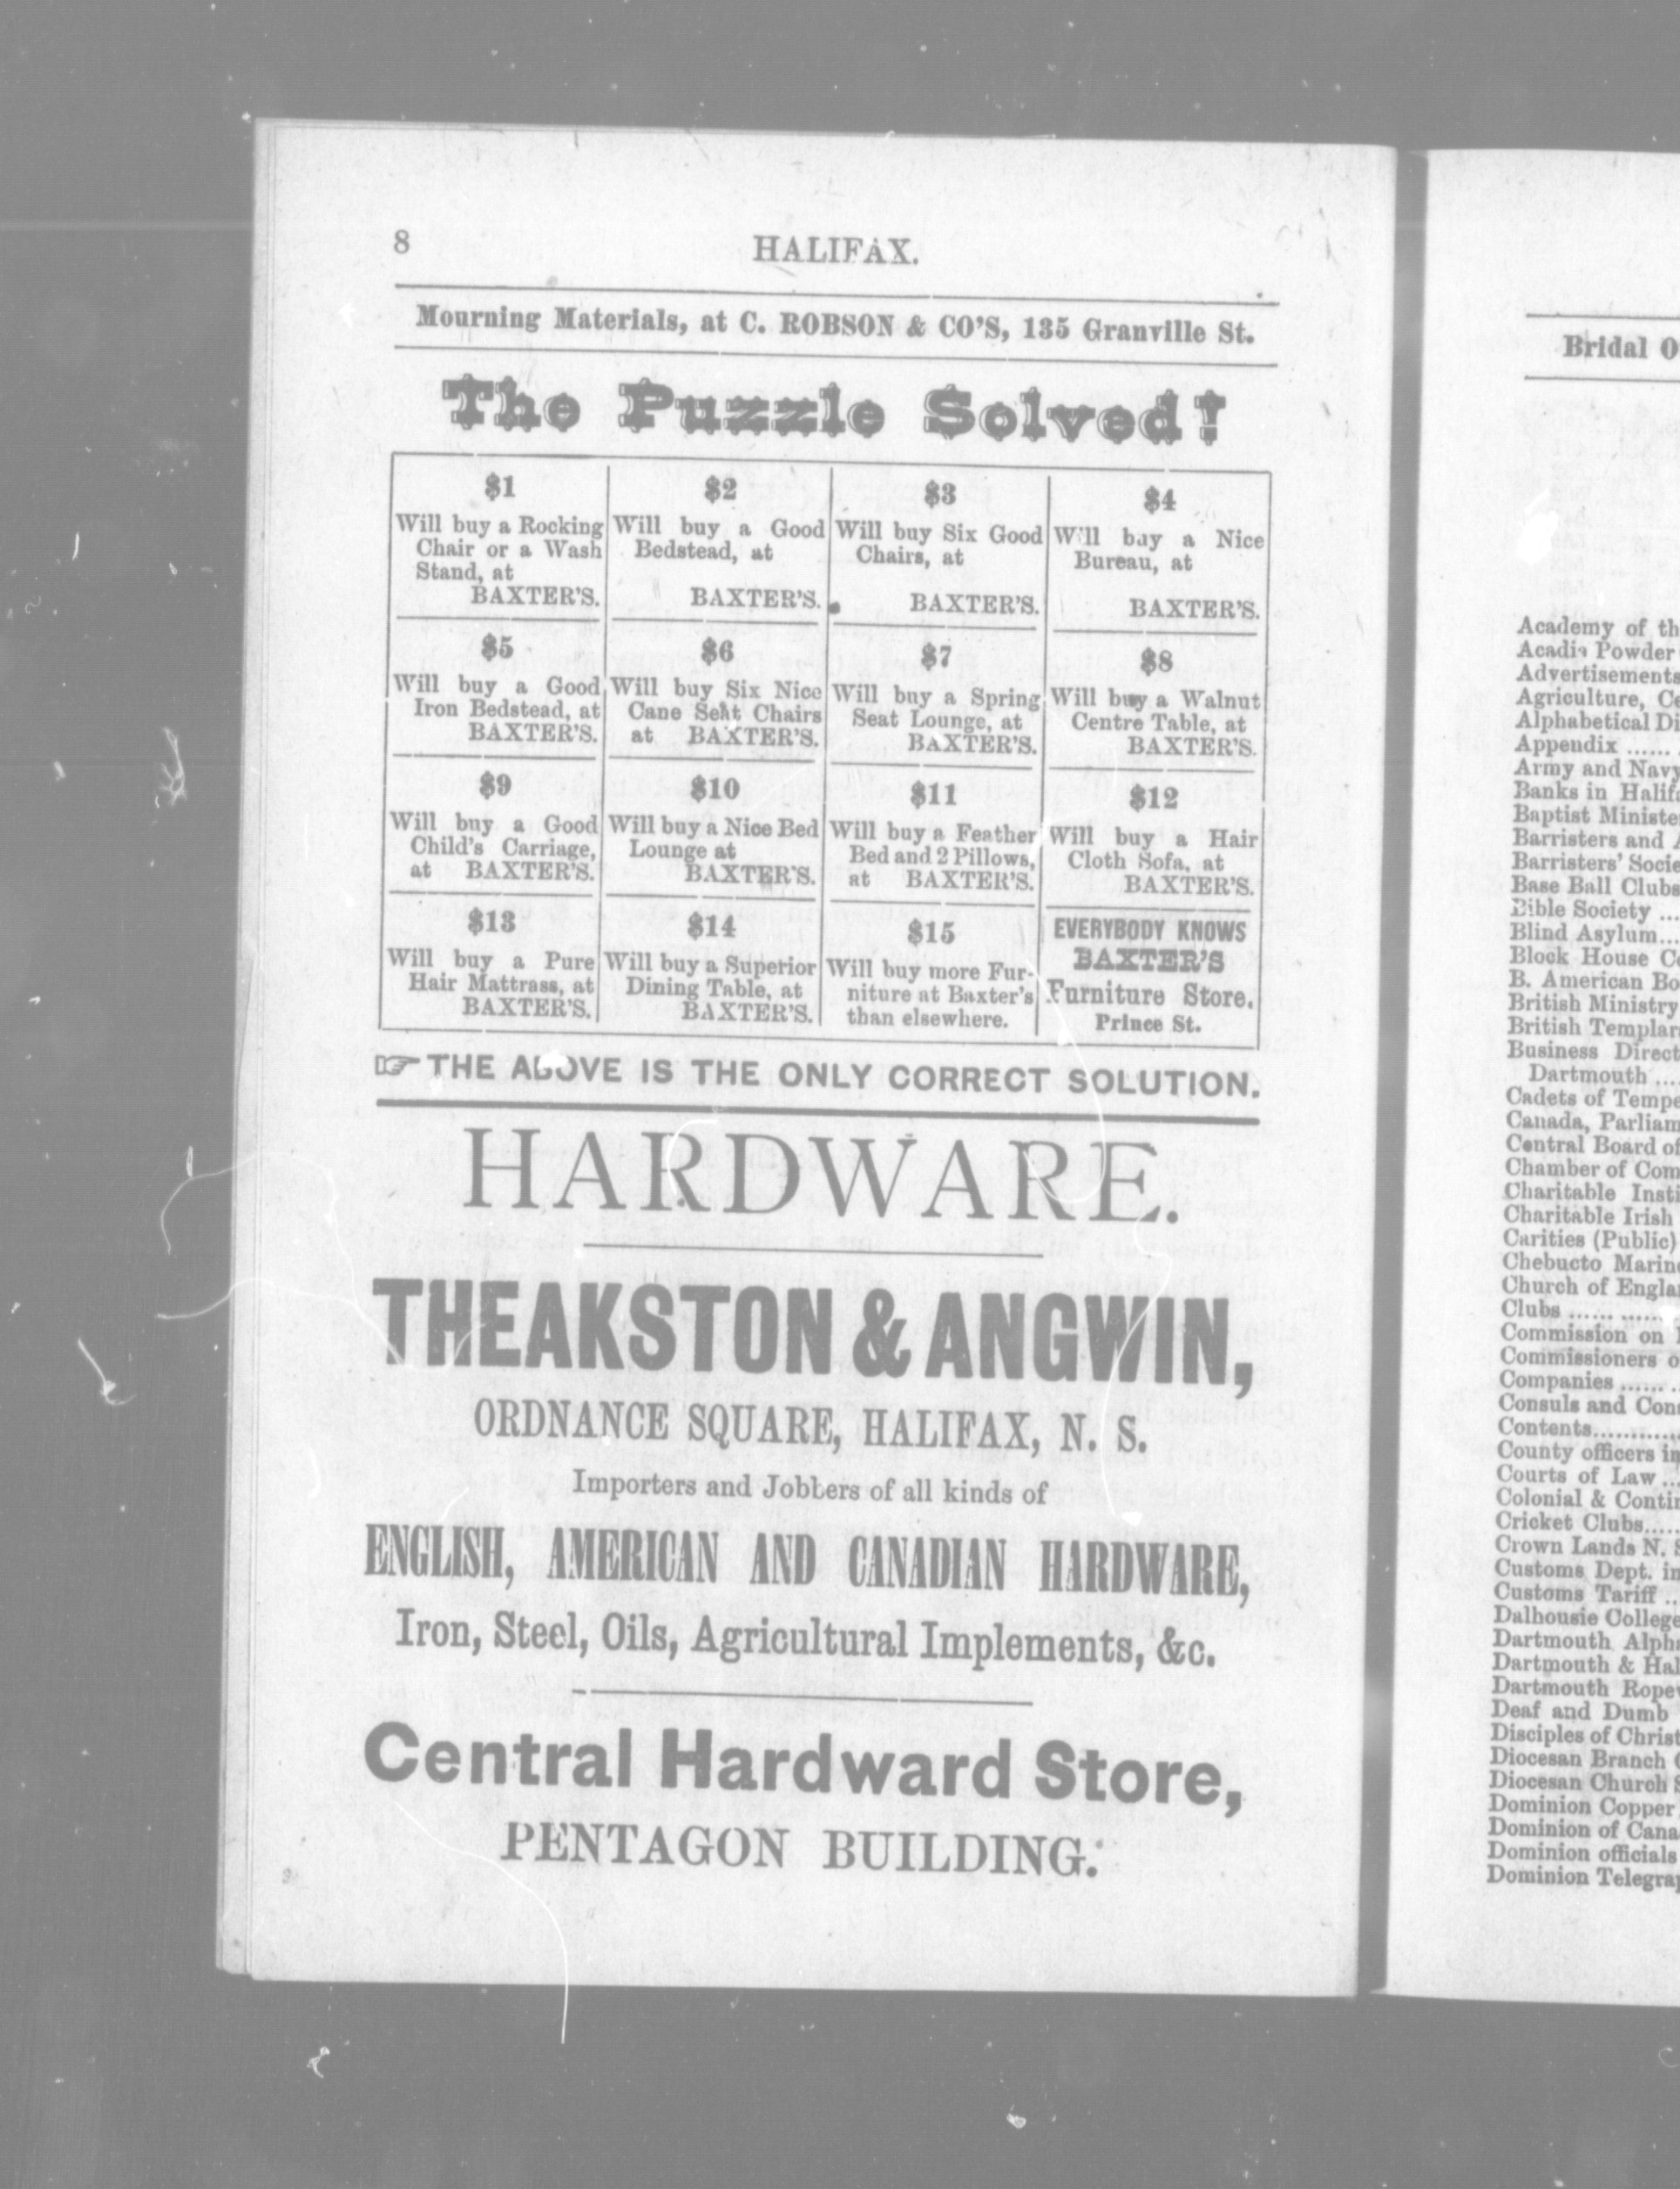 8
HALIFAX.
Mourning Materials, at C. ROBSON & CO'S, 135 Granville St.
The Puzzle Solved!
$1
Will buy a Rocking
Chair or a Wash
Stand, at
BAXTER'S.
$2
Will buy a Good
Bedstead, at
BAXTER'S.
$3
Will buy Six Good
Chairs, at
BAXTER'S.
$4
Will buy a Nice
Bureau, at
BAXTER'S.
$5
Will buy a Good
Iron Bedstead, at
BAXTER'S.
$6
Will buy Six Nice
Cane Seat Chairs
at BAXTER'S.
$7
Will buy a Spring
Seat Lounge, at
BAXTER'S.
$8
Will buy a Walnut
Centre Table, at
BAXTER'S.
$9
Will buy a Good
Child's Carriage,
at BAXTER'S.
$10
Will buy a Nice Bed
Lounge at
BAXTER'S.
$11
Will buy a Feather
Bed and 2 Pillows,
at BAXTER'S.
$12
Will buy a Hair
Cloth Sofa, at
BAXTER'S.
$13
Will buy a Pure
Hair Mattrass, at
BAXTER'S.
$14
Will buy a Superior
Dining Table, at
BAXTER'S.
$15
Will buy more Fur-
niture at Baxter's
than elsewhere.
EVERYBODY KNOWS
BAXTER'S
Furniture Store.
Prince St.
☞ THE ABOVE IS THE ONLY CORRECT SOLUTION.
HARDWARE.
THEAKSTON & ANGWIN,
ORDNANCE SQUARE, HALIFAX, N. S.
Importers and Jobbers of all kinds of
ENGLISH, AMERICAN AND CANADIAN HARDWARE,
Iron, Steel, Oils, Agricultural Implements, &c.
Central Hardward Store,
PENTAGON BUILDING.
Bridal O
Academy of th
Acadia Powder
Advertisements
Agriculture, Ce
Alphabetical Di
Appendix ......
Army and Navy
Banks in Halifa
Baptist Minister
Barristers and A
Barristers' Socie
Base Ball Clubs
Bible Society ...
Blind Asylum...
Block House Co
B. American Bo
British Ministry
British Templar
Business Direct
Dartmouth ....
Cadets of Tempe
Canada, Parliam
Central Board of
Chamber of Com
Charitable Insti
Charitable Irish
Carities (Public)
Chebucto Marine
Church of Englan
Clubs ...... ......
Commission on
Commissioners o
Companies ......
Consuls and Cons
Contents............
County officers in
Courts of Law ...
Colonial & Contin
Cricket Clubs.....
Crown Lands N. S
Customs Dept. in
Customs Tariff ..
Dalhousie College
Dartmouth Alpha
Dartmouth & Hal
Dartmouth Ropew
Deaf and Dumb
Disciples of Christ
Diocesan Branch
Diocesan Church S
Dominion Copper
Dominion of Cana
Dominion officials
Dominion Telegrap